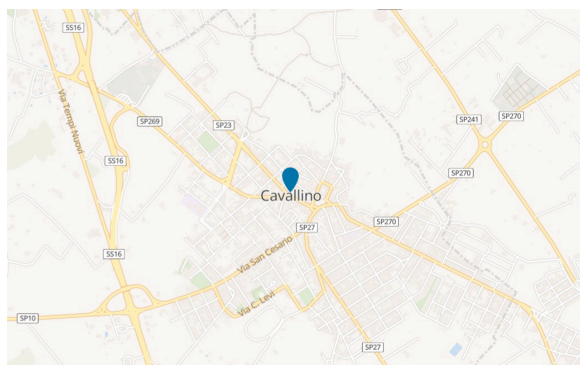 SS16
SP269
SP23
SP241
SP270
Via Tempi Nuovi
SS16
SP270
Cavallino
SP270
SP27
Via San Cesario
SS16
Via C. Levi
SP10
SP27